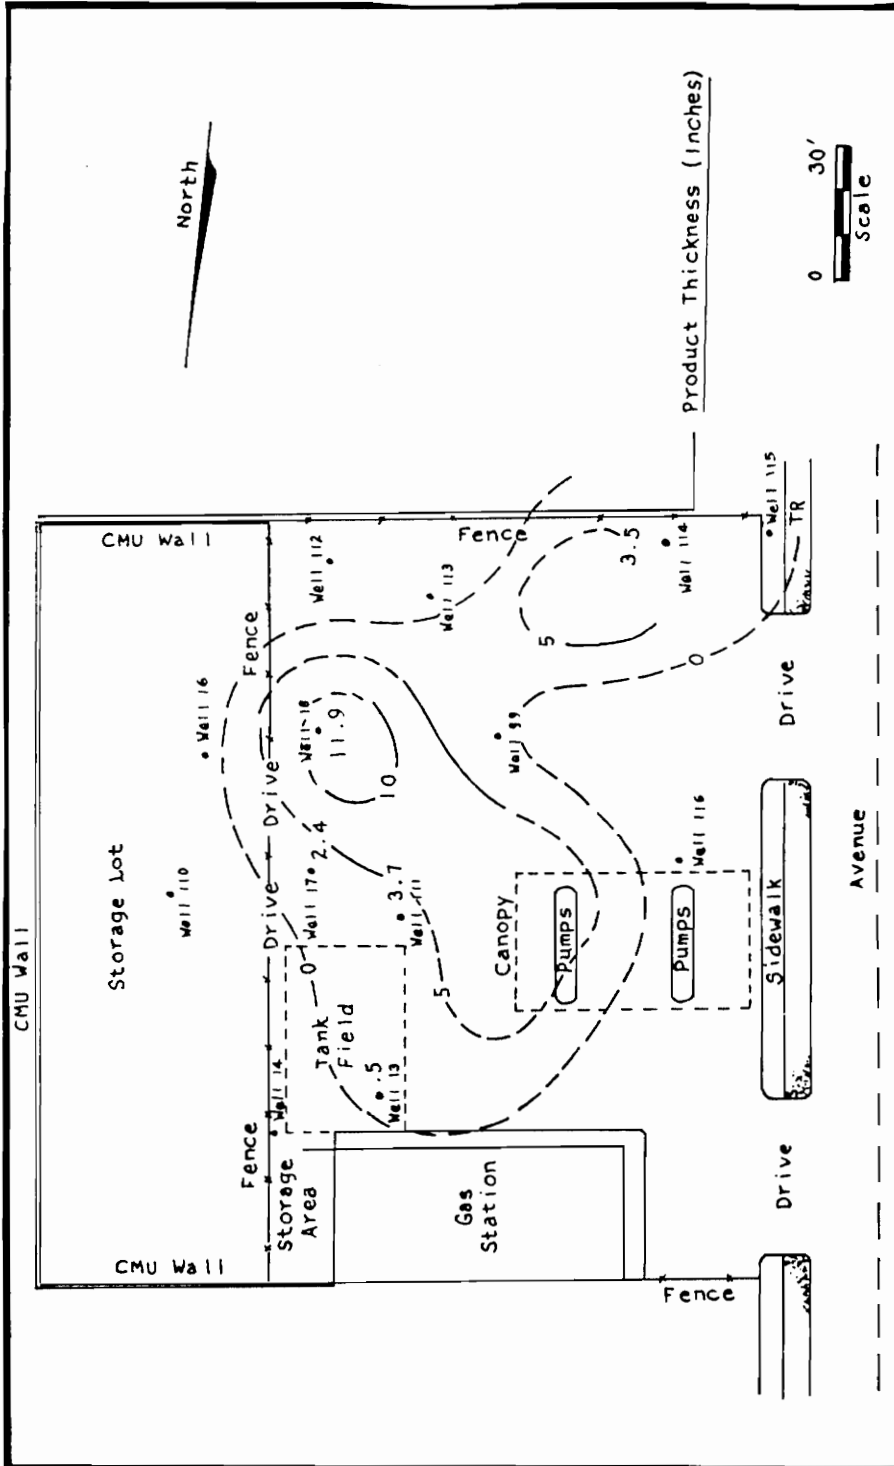 North
Product Thickness (Inches)
0 30'
Scale
CMU Wall
CMU Wall
CMU Wall
Storage Lot
Well 110
Well 16
Fence
Drive
Drive
Fence
Well 112
Well 113
Fence
3.5
Well 114
Well 115
TR
5
0
Well 18
11.9
10
Well 17
2.4
3.7
Well 111
Well 99
Well 116
0
5
Tank
Field
Well 14
.5
Well 13
Canopy
Pumps
Pumps
Storage
Area
Gas
Station
Fence
Sidewalk
Drive
Drive
Avenue